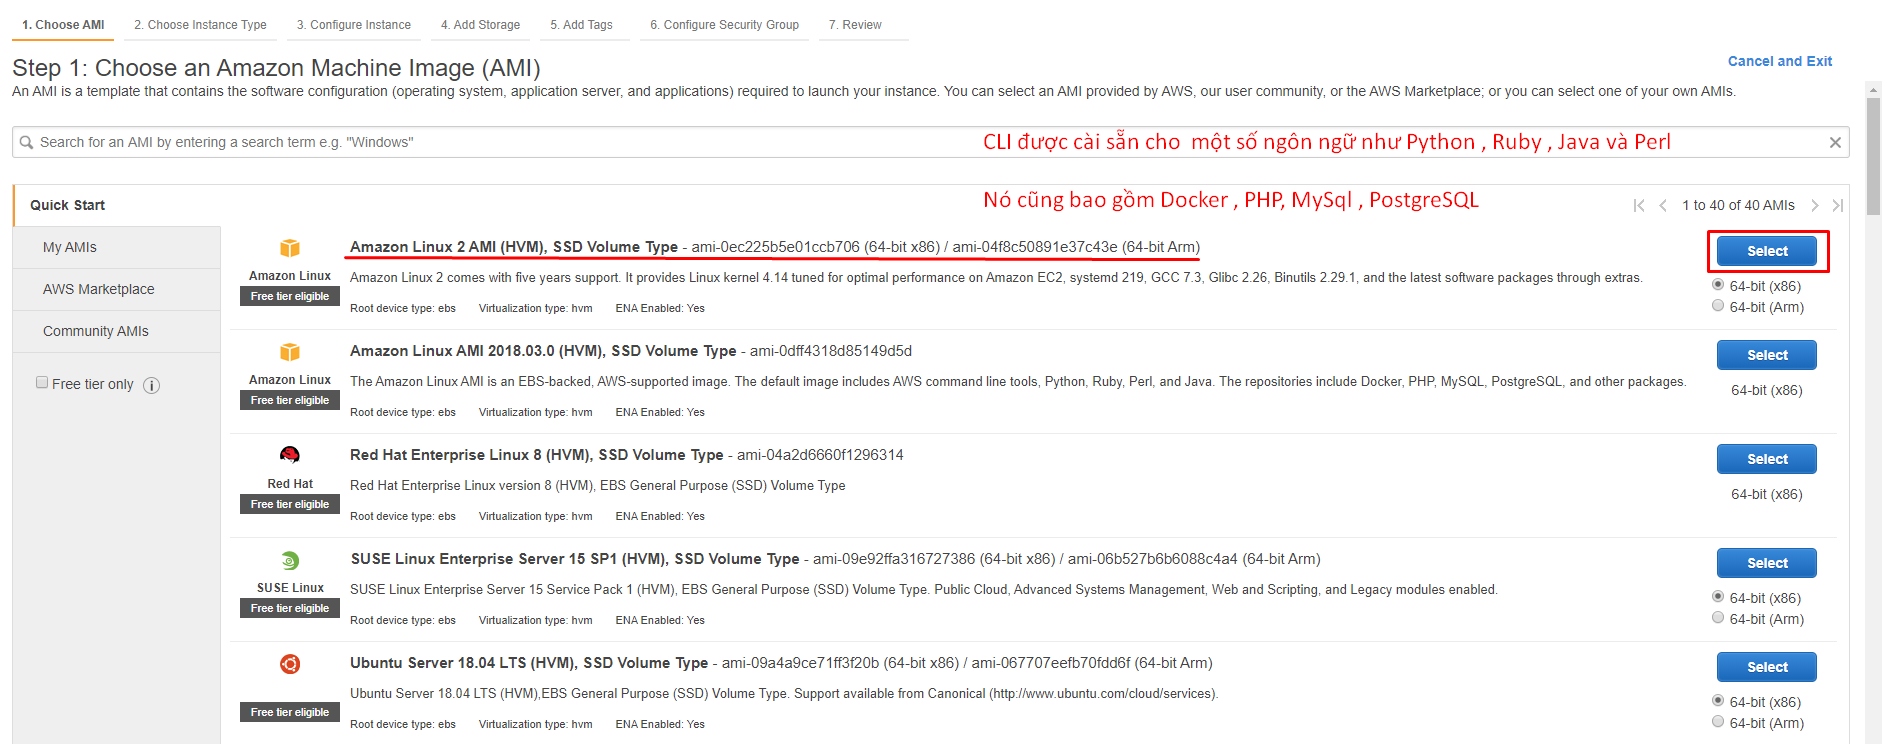 1. Choose AMI 2. Choose Instance Type 3. Configure Instance 4. Add Storage 5. Add Tags 6. Configure Security Group 7. Review
Step 1: Choose an Amazon Machine Image (AMI)
Cancel and Exit
An AMI is a template that contains the software configuration (operating system, application server, and applications) required to launch your instance. You can select an AMI provided by AWS, our user community, or the AWS Marketplace; or you can select one of your own AMIs.
Search for an AMI by entering a search term e.g. "Windows"
CLI được cài sẵn cho một số ngôn ngữ như Python , Ruby , Java và Perl
Nó cũng bao gồm Docker , PHP, MySql , PostgreSQL
1 to 40 of 40 AMIs
Quick Start
My AMIs
AWS Marketplace
Community AMIs
Free tier only
Amazon Linux
Free tier eligible
Amazon Linux 2 AMI (HVM), SSD Volume Type - ami-0ec225b5e01ccb706 (64-bit x86) / ami-04f8c50891e37c43e (64-bit Arm)
Amazon Linux 2 comes with five years support. It provides Linux kernel 4.14 tuned for optimal performance on Amazon EC2, systemd 219, GCC 7.3, Glibc 2.26, Binutils 2.29.1, and the latest software packages through extras.
Root device type: ebs Virtualization type: hvm ENA Enabled: Yes
Select
64-bit (x86)
64-bit (Arm)
Amazon Linux
Free tier eligible
Amazon Linux AMI 2018.03.0 (HVM), SSD Volume Type - ami-0dff4318d85149d5d
The Amazon Linux AMI is an EBS-backed, AWS-supported image. The default image includes AWS command line tools, Python, Ruby, Perl, and Java. The repositories include Docker, PHP, MySQL, PostgreSQL, and other packages.
Root device type: ebs Virtualization type: hvm ENA Enabled: Yes
Select
64-bit (x86)
Red Hat
Free tier eligible
Red Hat Enterprise Linux 8 (HVM), SSD Volume Type - ami-04a2d6660f1296314
Red Hat Enterprise Linux version 8 (HVM), EBS General Purpose (SSD) Volume Type
Root device type: ebs Virtualization type: hvm ENA Enabled: Yes
Select
64-bit (x86)
SUSE Linux
Free tier eligible
SUSE Linux Enterprise Server 15 SP1 (HVM), SSD Volume Type - ami-09e92ffa316727386 (64-bit x86) / ami-06b527b6b6088c4a4 (64-bit Arm)
SUSE Linux Enterprise Server 15 Service Pack 1 (HVM), EBS General Purpose (SSD) Volume Type. Public Cloud, Advanced Systems Management, Web and Scripting, and Legacy modules enabled.
Root device type: ebs Virtualization type: hvm ENA Enabled: Yes
Select
64-bit (x86)
64-bit (Arm)
Free tier eligible
Ubuntu Server 18.04 LTS (HVM), SSD Volume Type - ami-09a4a9ce71ff3f20b (64-bit x86) / ami-067707eefb70fdd6f (64-bit Arm)
Ubuntu Server 18.04 LTS (HVM),EBS General Purpose (SSD) Volume Type. Support available from Canonical (http://www.ubuntu.com/cloud/services).
Root device type: ebs Virtualization type: hvm ENA Enabled: Yes
Select
64-bit (x86)
64-bit (Arm)